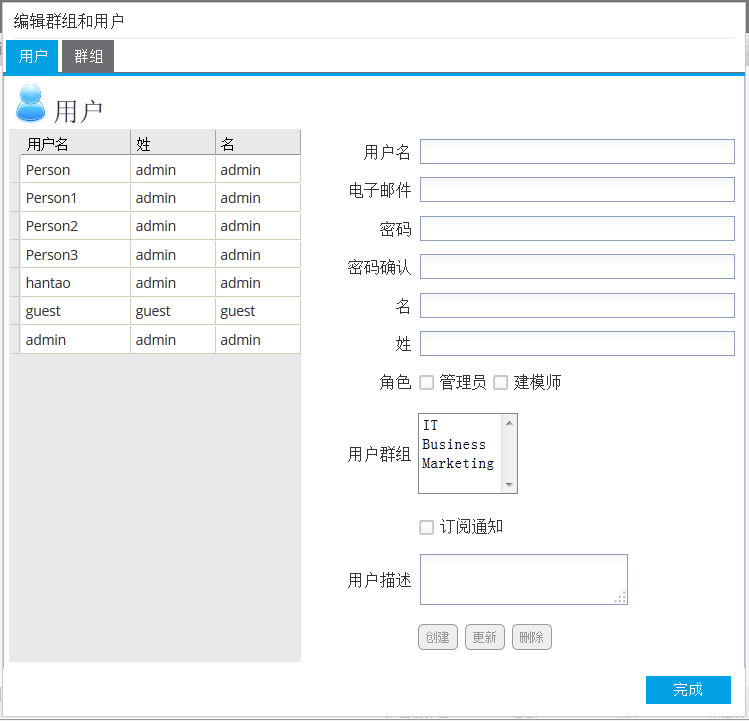 编辑群组和用户
用户 群组
用户
用户名 姓 名
Person admin admin
Person1 admin admin
Person2 admin admin
Person3 admin admin
hantao admin admin
guest guest guest
admin admin admin
用户名
电子邮件
密码
密码确认
名
姓
角色 管理员 建模师
用户群组
IT
Business
Marketing
订阅通知
用户描述
创建 更新 删除
完成